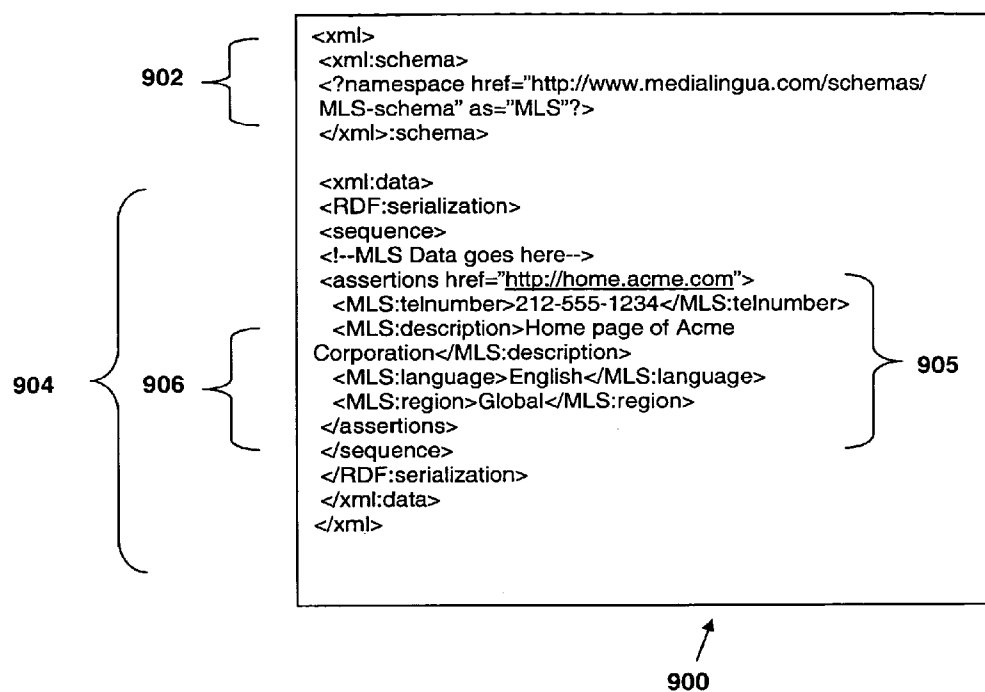 <xml>
<xml:schema>
<?namespace href="http://www.medialingua.com/schemas/
MLS-schema" as="MLS"?>
</xml>:schema>
902
<xml:data>
<RDF:serialization>
<sequence>
<!--MLS Data goes here-->
<assertions href="http://home.acme.com">
<MLS:telnumber>212-555-1234</MLS:telnumber>
<MLS:description>Home page of Acme
Corporation</MLS:description>
<MLS:language>English</MLS:language>
<MLS:region>Global</MLS:region>
</assertions>
</sequence>
</RDF:serialization>
</xml:data>
</xml>
904
906
905
900